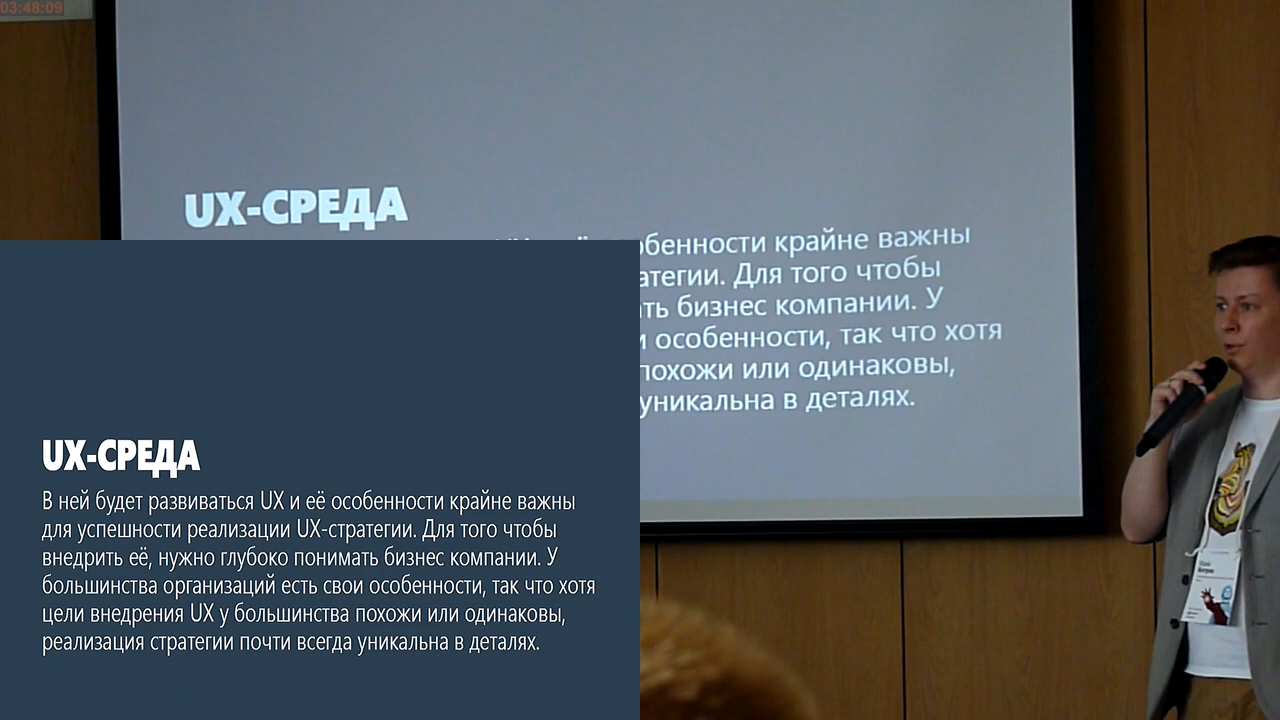 03:48:09
UX-СРЕДА
обенности крайне важны
атегии. Для того чтобы
ть бизнес компании. У
и особенности, так что хотя
похожи или одинаковы,
уникальна в деталях.
UX-СРЕДА
В ней будет развиваться UX и её особенности крайне важны
для успешности реализации UX-стратегии. Для того чтобы
внедрить её, нужно глубоко понимать бизнес компании. У
большинства организаций есть свои особенности, так что хотя
цели внедрения UX у большинства похожи или одинаковы,
реализация стратегии почти всегда уникальна в деталях.